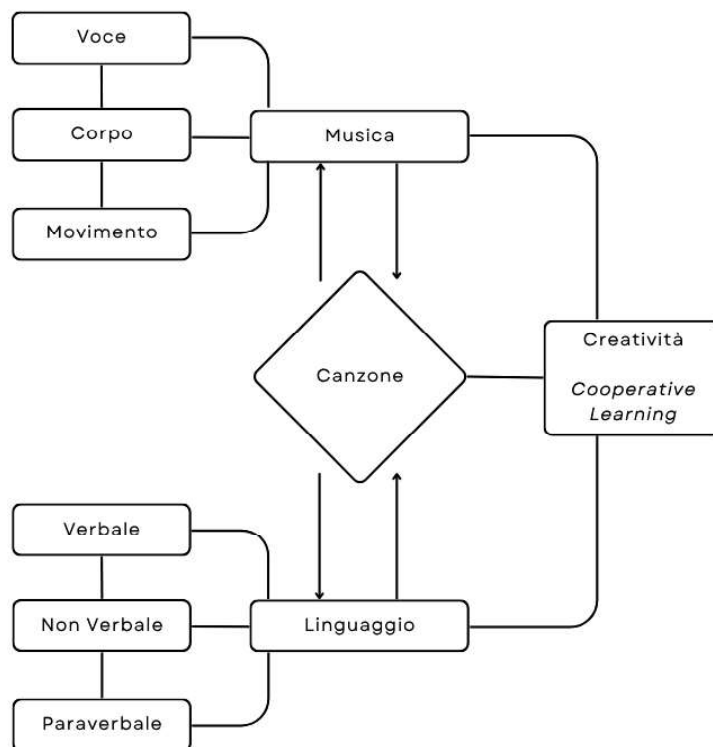 Voce
Corpo
Movimento
Musica
Canzone
Creatività
Cooperative
Learning
Verbale
Non Verbale
Paraverbale
Linguaggio